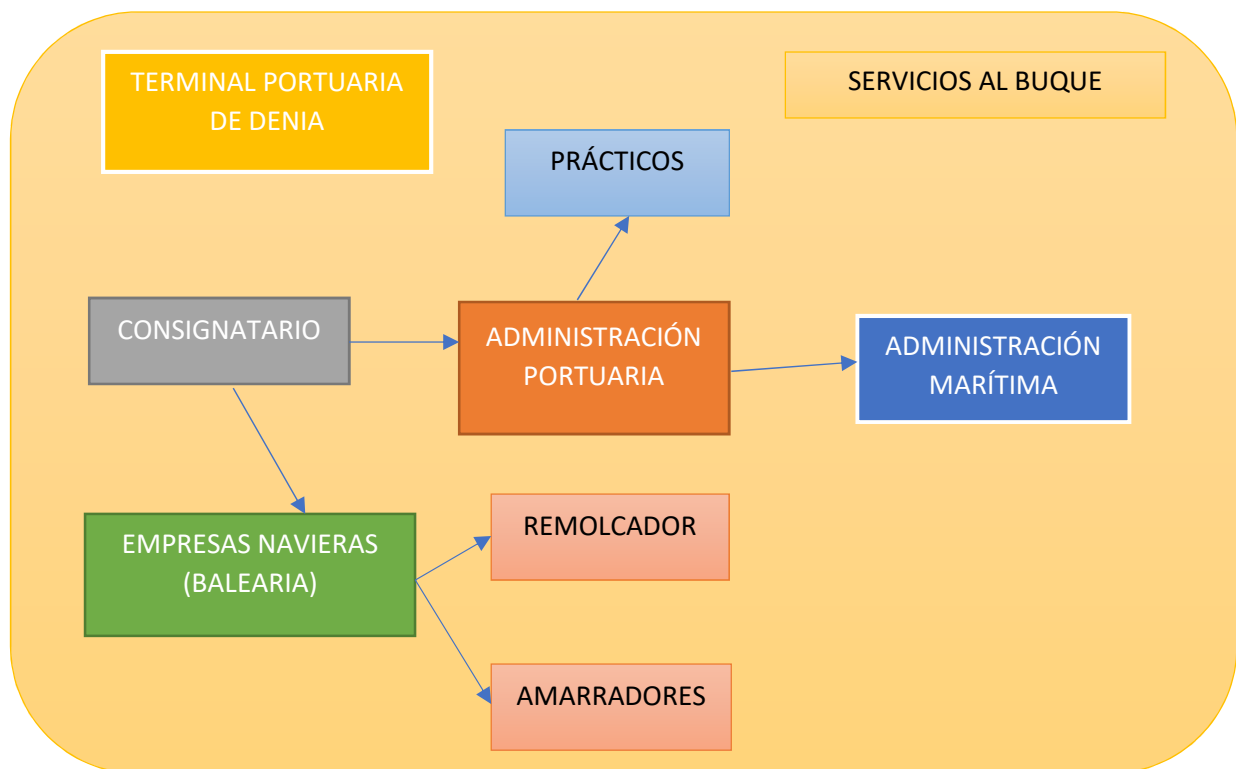 TERMINAL PORTUARIA
DE DENIA
SERVICIOS AL BUQUE
PRÁCTICOS
CONSIGNATARIO
ADMINISTRACIÓN
PORTUARIA
ADMINISTRACIÓN
MARÍTIMA
EMPRESAS NAVIERAS
(BALEARIA)
REMOLCADOR
AMARRADORES